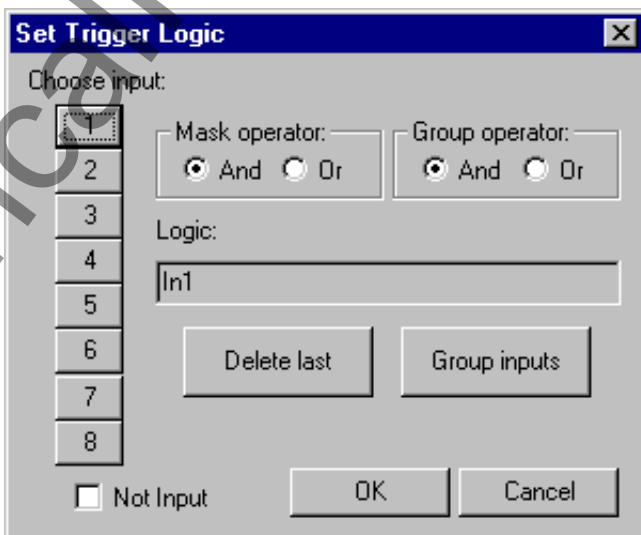 Set Trigger Logic
Choose input:
1
2
3
4
5
6
7
8
Mask operator:
And Or
Group operator:
And Or
Logic:
In1
Delete last
Group inputs
Not Input
OK
Cancel